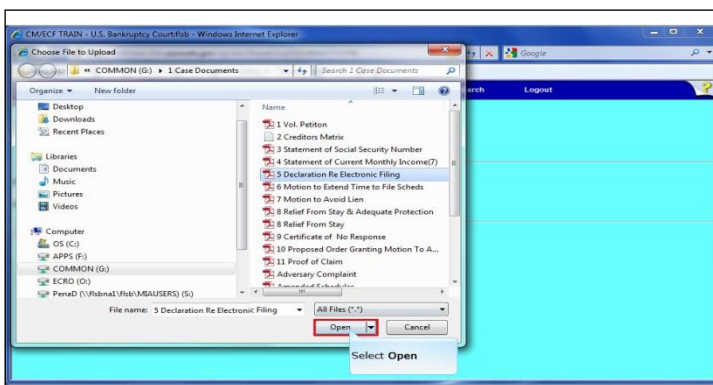 CM/ECF TRAIN - U.S. Bankruptcy Court:flsb - Windows Internet Explorer
Choose File to Upload
Google
COMMON (G:) 1 Case Documents
Search 1 Case Documents
Organize New folder
arch Logout
Desktop
Downloads
Recent Places
Libraries
Documents
Music
Pictures
Videos
Computer
OS (C:)
APPS (F:)
COMMON (G:)
ECRO (O:)
PenaD (\\flsbna1\flsb\MIAUSERS) (S:)
Name
1 Vol. Petiton
2 Creditors Matrix
3 Statement of Social Security Number
4 Statement of Current Monthly Income(7)
5 Declaration Re Electronic Filing
6 Motion to Extend Time to File Scheds
7 Motion to Avoid Lien
8 Relief From Stay & Adequate Protection
8 Relief From Stay
9 Certificate of No Response
10 Proposed Order Granting Motion To A...
11 Proof of Claim
Adversary Complaint
Amended Schedules
File name: 5 Declaration Re Electronic Filing
All Files (*.*)
Open Cancel
Select Open